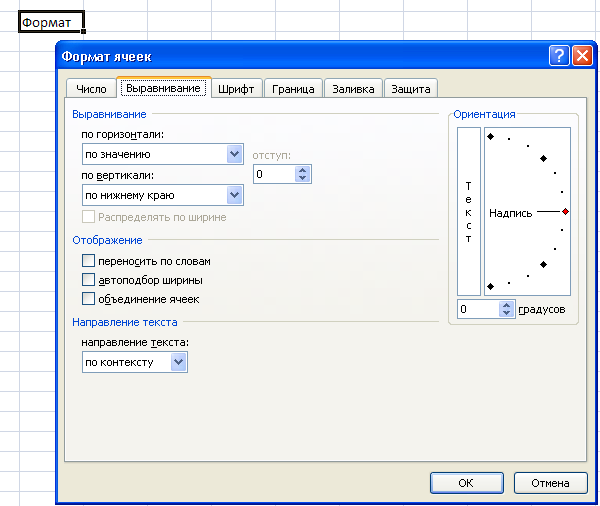 Формат
Формат ячеек
Число
Выравнивание
Шрифт
Граница
Заливка
Защита
Выравнивание
по горизонтали:
по значению
отступ:
по вертикали:
0
по нижнему краю
Распределять по ширине
Отображение
переносить по словам
автоподбор ширины
объединение ячеек
Направление текста
направление текста:
по контексту
Ориентация
Текст
Надпись
0 градусов
ОК
Отмена